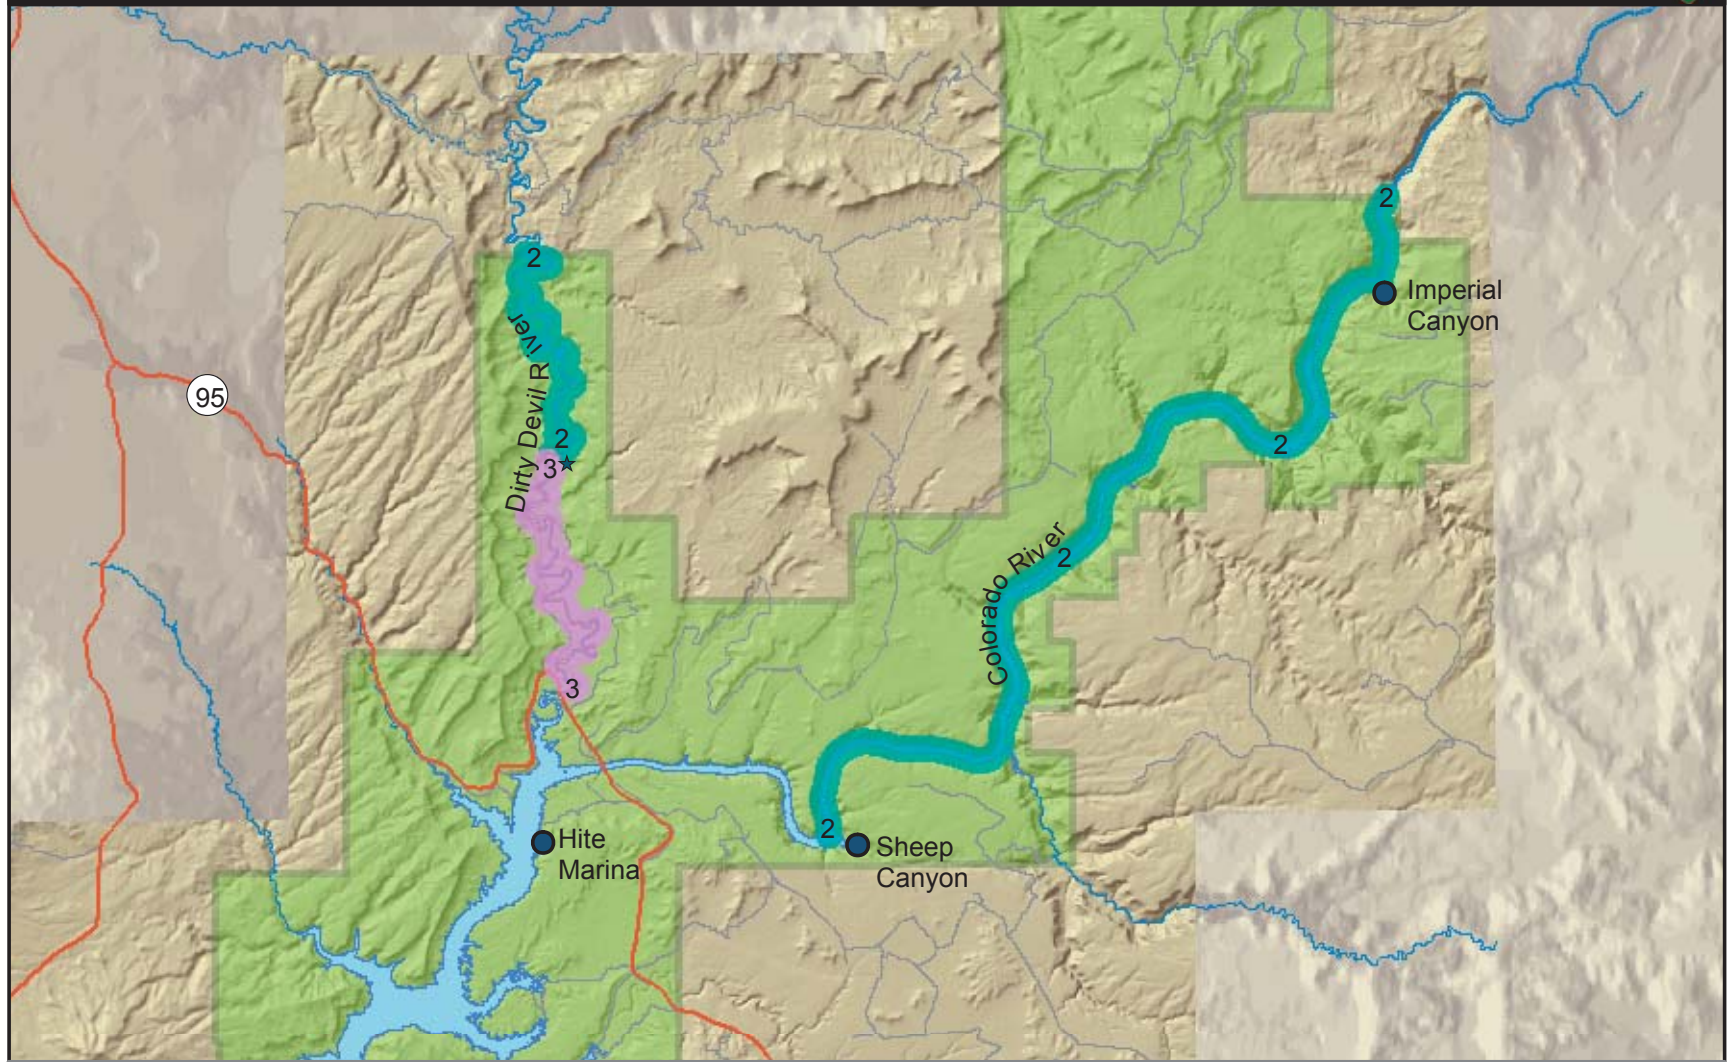 2
2
Imperial
Canyon
95
Dirty Devil River
2
3
2
Colorado River
2
3
2
Hite
Marina
Sheep
Canyon